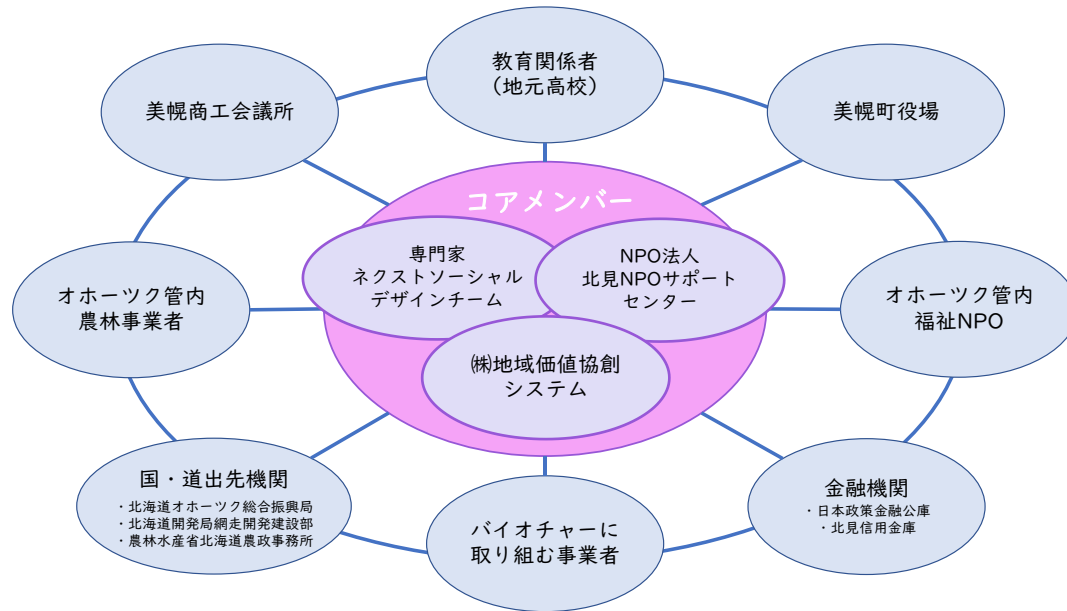 教育関係者
(地元高校)
美幌商工会議所
美幌町役場
コアメンバー
専門家
ネクストソーシャル
デザインチーム
NPO法人
北見NPOサポート
センター
オホーツク管内
農林事業者
オホーツク管内
福祉NPO
㈱地域価値協創
システム
国・道出先機関
・北海道オホーツク総合振興局
・北海道開発局網走開発建設部
・農林水産省北海道農政事務所
バイオチャーに
取り組む事業者
金融機関
・日本政策金融公庫
・北見信用金庫